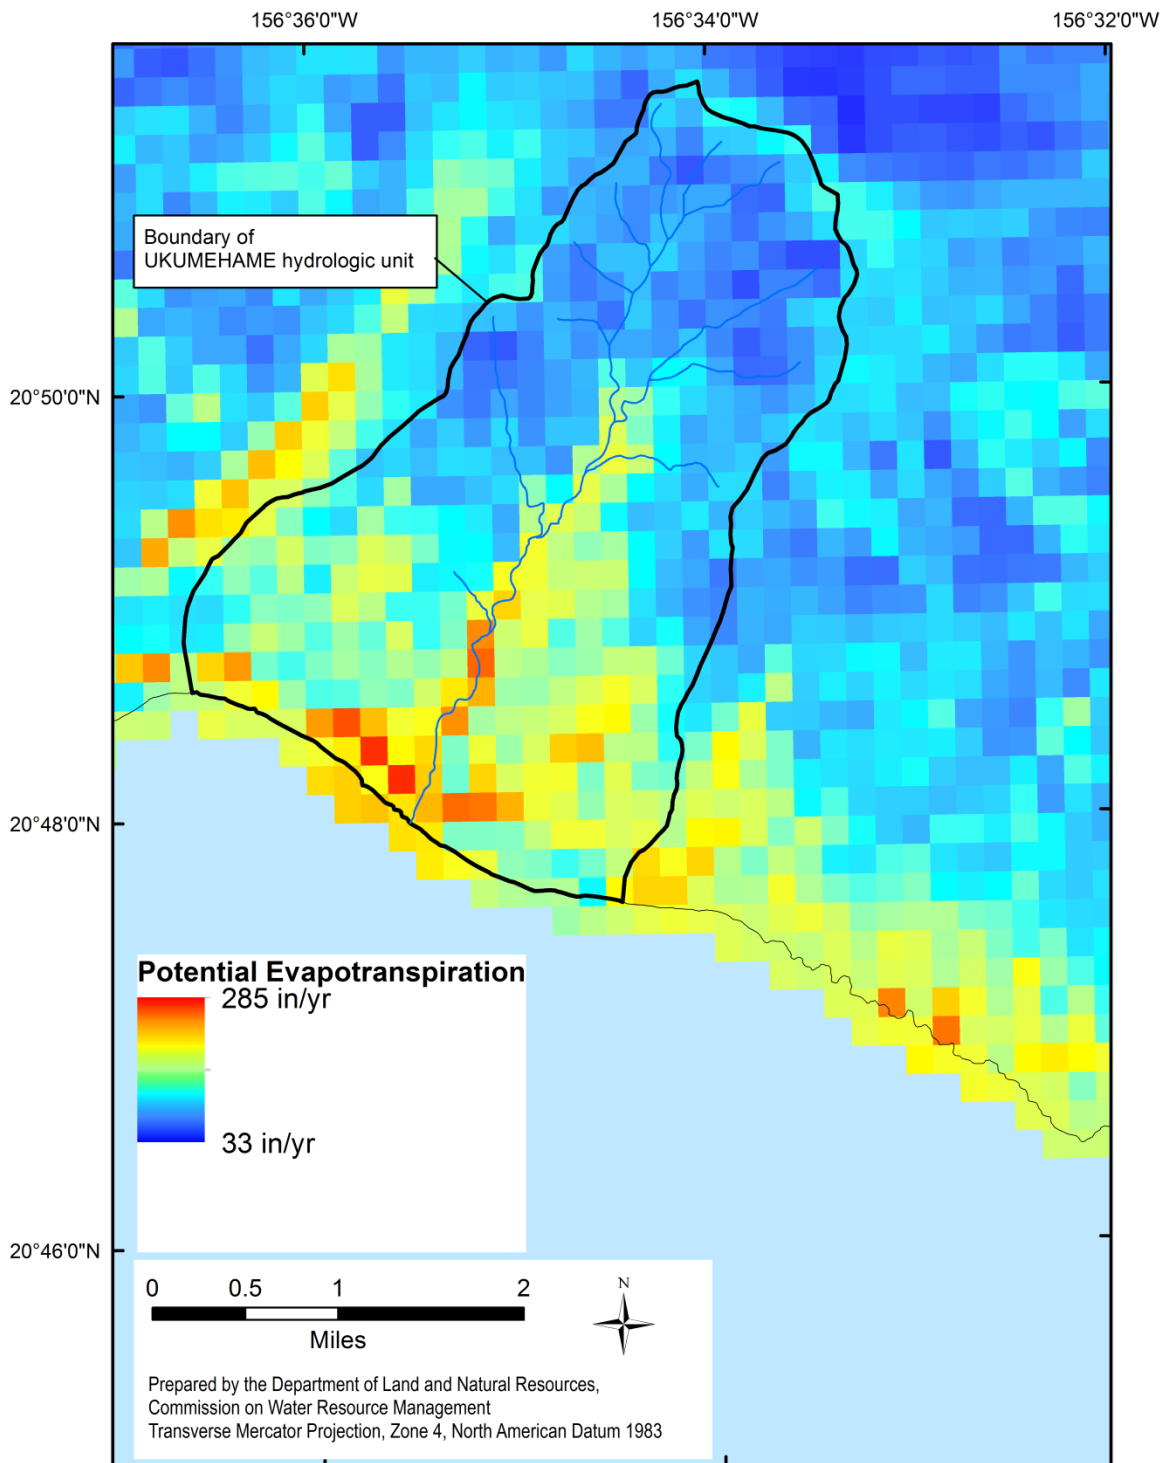 156°36'0"W
156°34'0"W
156°32'0"W
Boundary of
UKUMEHAME hydrologic unit
20°50'0"N
20°48'0"N
Potential Evapotranspiration
285 in/yr
33 in/yr
20°46'0"N
0 0.5 1 2
Miles
N
Prepared by the Department of Land and Natural Resources,
Commission on Water Resource Management
Transverse Mercator Projection, Zone 4, North American Datum 1983